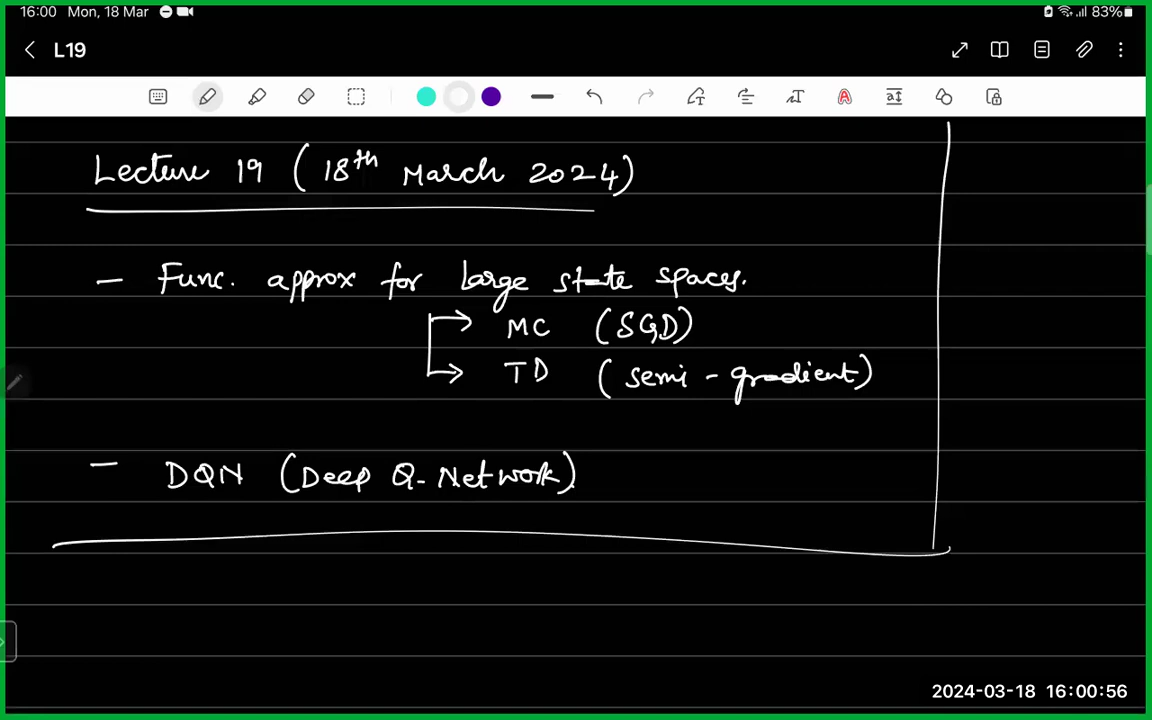 16:00 Mon, 18 Mar
83%
L19
Lecture 19 (18th March 2024)
- Func. approx for large state spaces.
→ MC (SGD)
→ TD (semi-gradient)
- DQN (Deep Q-Network)
2024-03-18 16:00:56